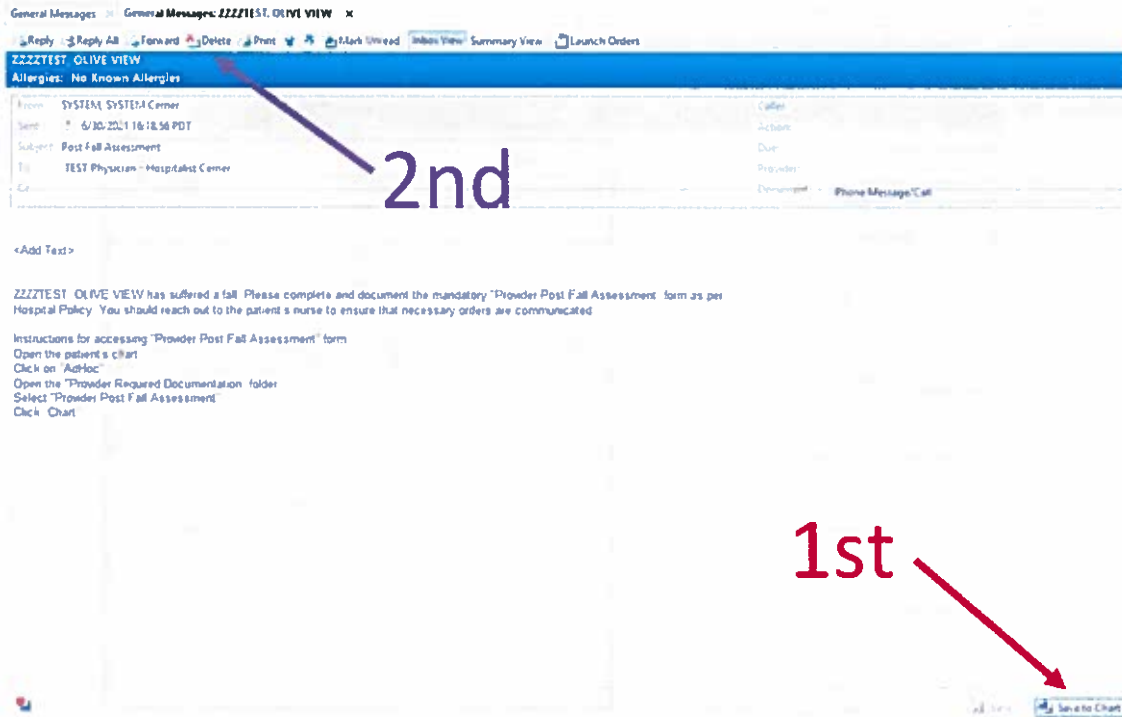 General Messages General Messages: ZZZZTEST, OLIVE VIEW x
Reply Reply All Forward Delete Print Mark Unread Inbox View Summary View Launch Orders
ZZZZTEST OLIVE VIEW
Allergies: No Known Allergies
From SYSTEM, SYSTEM Cerner Caller
Sent 6/30/2021 16:18:56 PDT Action
Subject Post Fall Assessment Due
To TEST Physician - Hospitalist Cerner Provider
Cc Document Phone Message/Call
2nd
<Add Text>
ZZZZTEST OLIVE VIEW has suffered a fall Please complete and document the mandatory "Provider Post Fall Assessment form as per
Hospital Policy You should reach out to the patient s nurse to ensure that necessary orders are communicated
Instructions for accessing "Provider Post Fall Assessment" form
Open the patient s chart
Click on "AdHoc"
Open the "Provider Required Documentation folder
Select "Provider Post Fall Assessment"
Click Chart
1st
Save to Chart